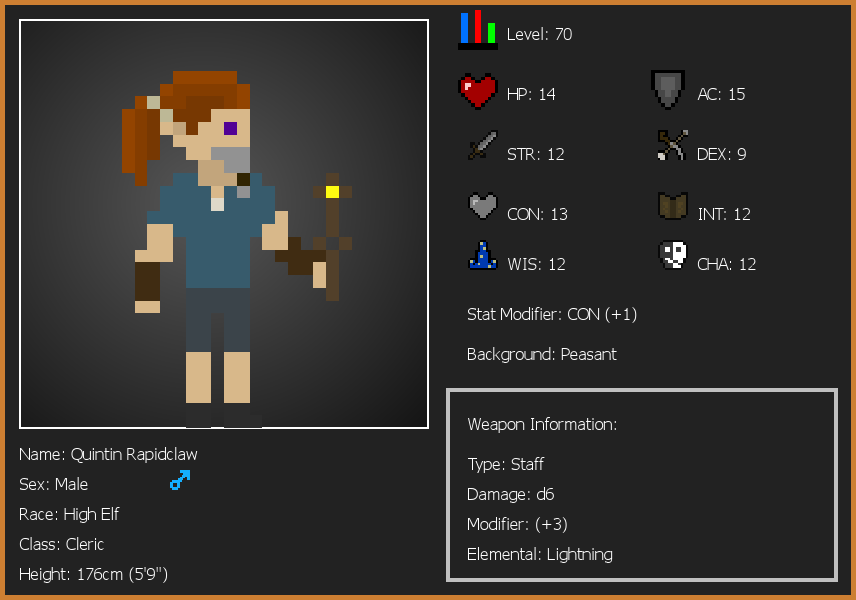 Level: 70
HP: 14
AC: 15
STR: 12
DEX: 9
CON: 13
INT: 12
WIS: 12
CHA: 12
Stat Modifier: CON (+1)
Background: Peasant
Weapon Information:
Type: Staff
Damage: d6
Modifier: (+3)
Elemental: Lightning
Name: Quintin Rapidclaw
Sex: Male
Race: High Elf
Class: Cleric
Height: 176cm (5'9")